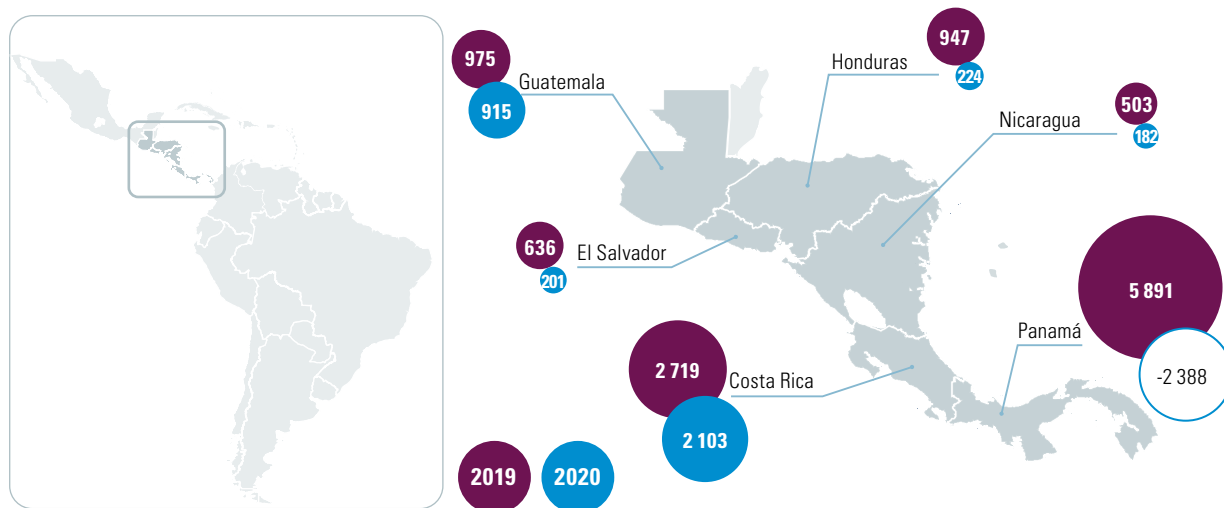 975
Guatemala
915
Honduras
947
224
Nicaragua
503
182
636
El Salvador
201
5 891
Panamá
-2 388
2 719
Costa Rica
2 103
2019
2020